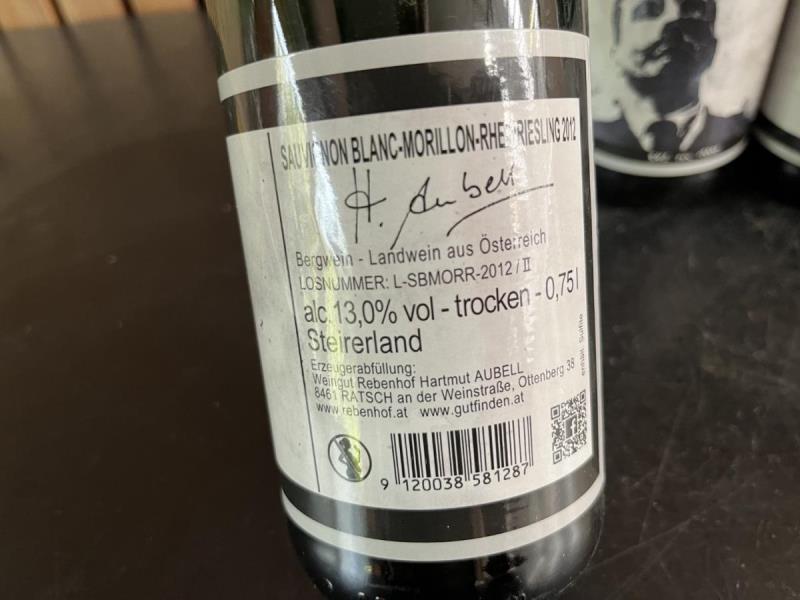 SAUVIGNON BLANC-MORILLON-RHEINRIESLING 2012
H. Aubell
Bergwein - Landwein aus Österreich
LOSNUMMER: L-SBMORR-2012 / II
alc.13,0% vol - trocken - 0,75 l
Steirerland
Erzeugerabfüllung:
Weingut Rebenhof Hartmut AUBELL
8461 RATSCH an der Weinstraße, Ottenberg 38
www.rebenhof.at www.gutfinden.at
enthält Sulfite
9 120038 581287